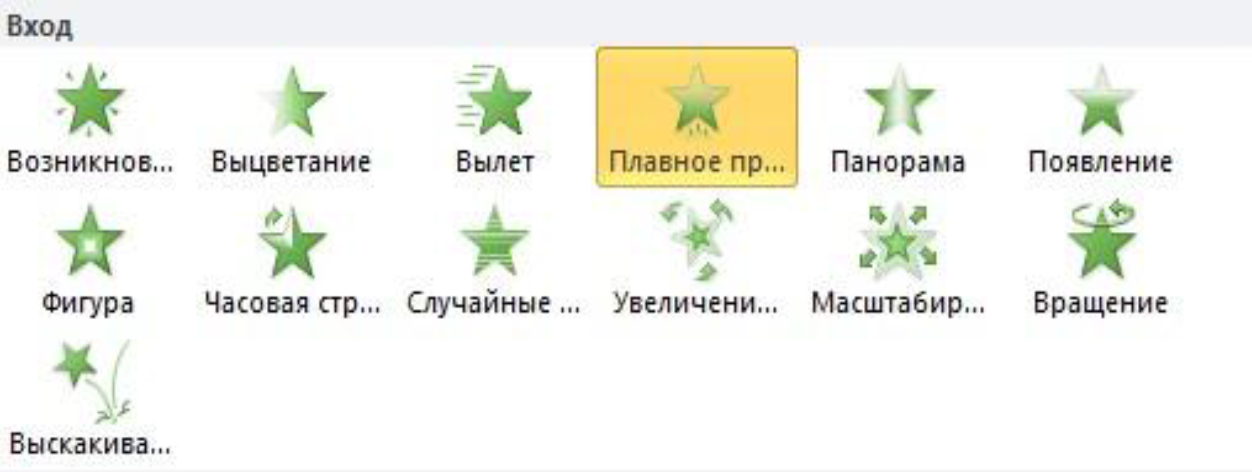 Вход
Возникнов... Выцветание Вылет Плавное пр... Панорама Появление
Фигура Часовая стр... Случайные ... Увеличени... Масштабир... Вращение
Выскакива...